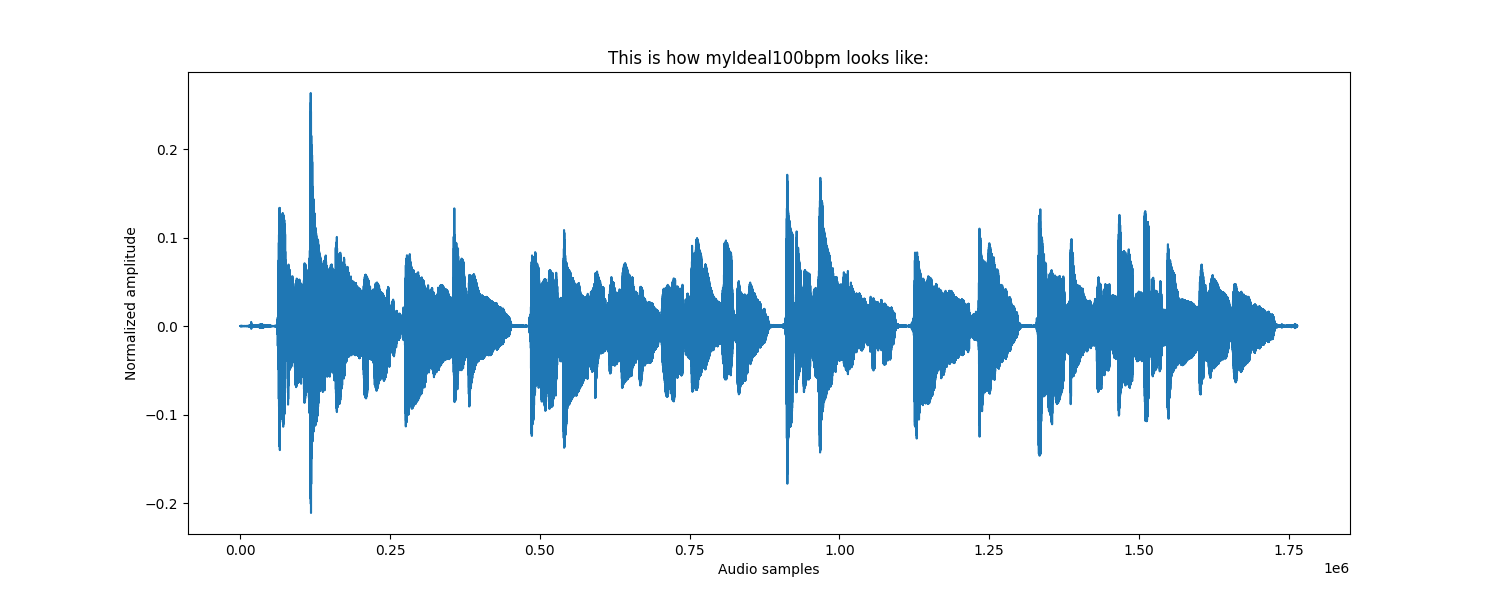 This is how myIdeal100bpm looks like:
Normalized amplitude
0.2
0.1
0.0
−0.1
−0.2
0.00 0.25 0.50 0.75 1.00 1.25 1.50 1.75
Audio samples
1e6